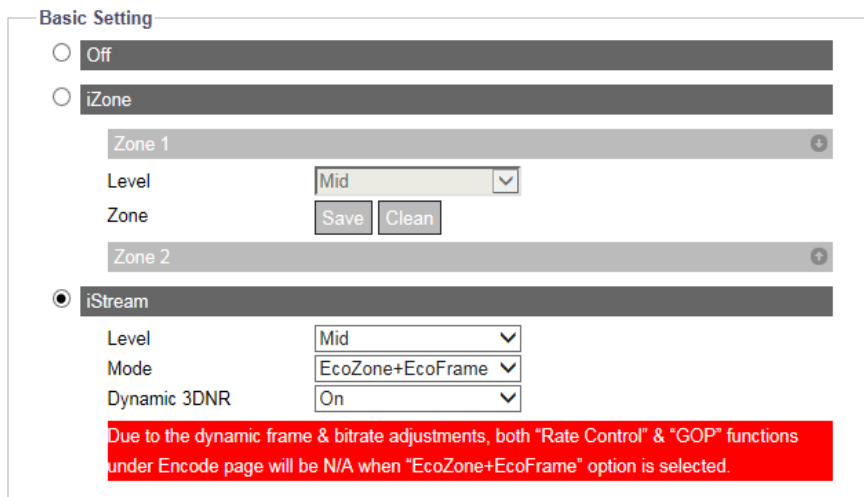 Basic Setting
Off
iZone
Zone 1
Level Mid
Zone Save Clean
Zone 2
iStream
Level Mid
Mode EcoZone+EcoFrame
Dynamic 3DNR On
Due to the dynamic frame & bitrate adjustments, both “Rate Control” & “GOP” functions
under Encode page will be N/A when “EcoZone+EcoFrame” option is selected.